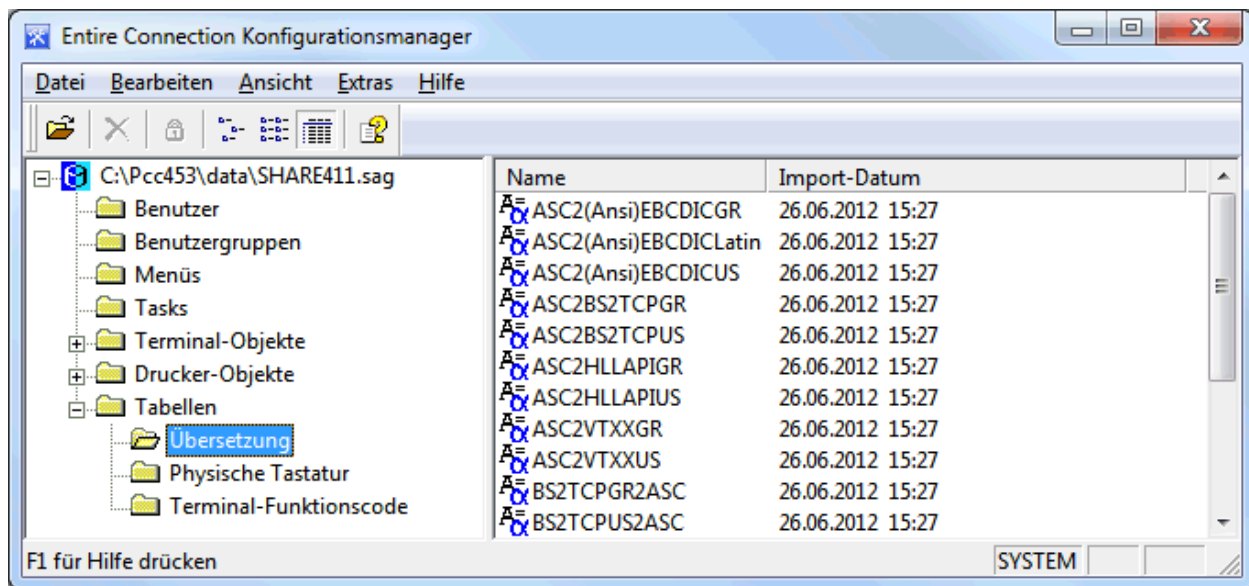 Entire Connection Konfigurationsmanager
Datei Bearbeiten Ansicht Extras Hilfe
C:\Pcc453\data\SHARE411.sag
Benutzer
Benutzergruppen
Menüs
Tasks
Terminal-Objekte
Drucker-Objekte
Tabellen
Übersetzung
Physische Tastatur
Terminal-Funktionscode
Name Import-Datum
ASC2(Ansi)EBCDICGR 26.06.2012 15:27
ASC2(Ansi)EBCDICLatin 26.06.2012 15:27
ASC2(Ansi)EBCDICUS 26.06.2012 15:27
ASC2BS2TCPGR 26.06.2012 15:27
ASC2BS2TCPUS 26.06.2012 15:27
ASC2HLLAPIGR 26.06.2012 15:27
ASC2HLLAPIUS 26.06.2012 15:27
ASC2VTXXGR 26.06.2012 15:27
ASC2VTXXUS 26.06.2012 15:27
BS2TCPGR2ASC 26.06.2012 15:27
BS2TCPUS2ASC 26.06.2012 15:27
F1 für Hilfe drücken SYSTEM